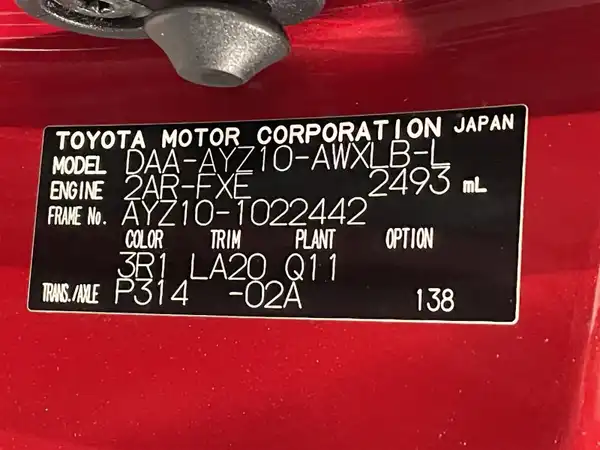 TOYOTA MOTOR CORPORATION JAPAN
MODEL DAA-AYZ10-AWXLB-L
ENGINE 2AR-FXE 2493 mL
FRAME No. AYZ10-1022442
COLOR TRIM PLANT OPTION
3R1 LA20 Q11
TRANS./AXLE P314 -02A 138